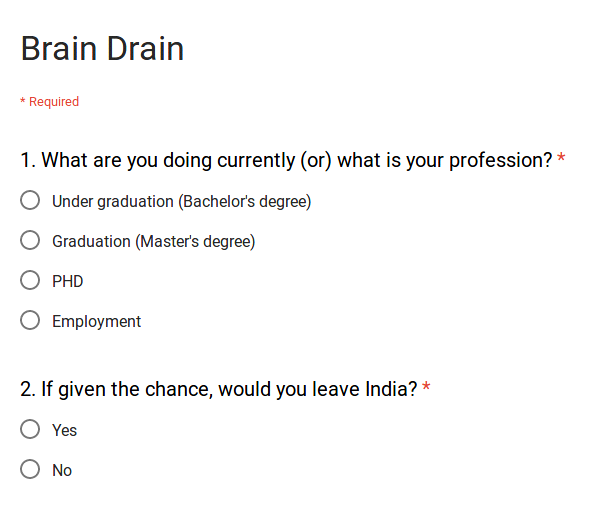 Brain Drain
* Required
1. What are you doing currently (or) what is your profession? *
Under graduation (Bachelor's degree)
Graduation (Master's degree)
PHD
Employment
2. If given the chance, would you leave India? *
Yes
No